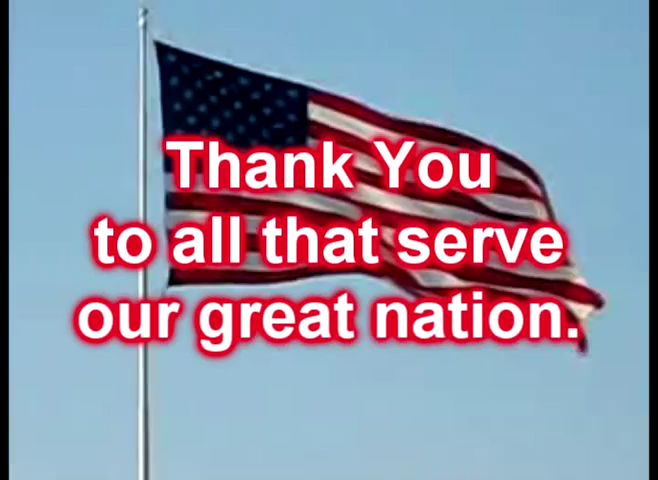 Thank You
to all that serve
our great nation.